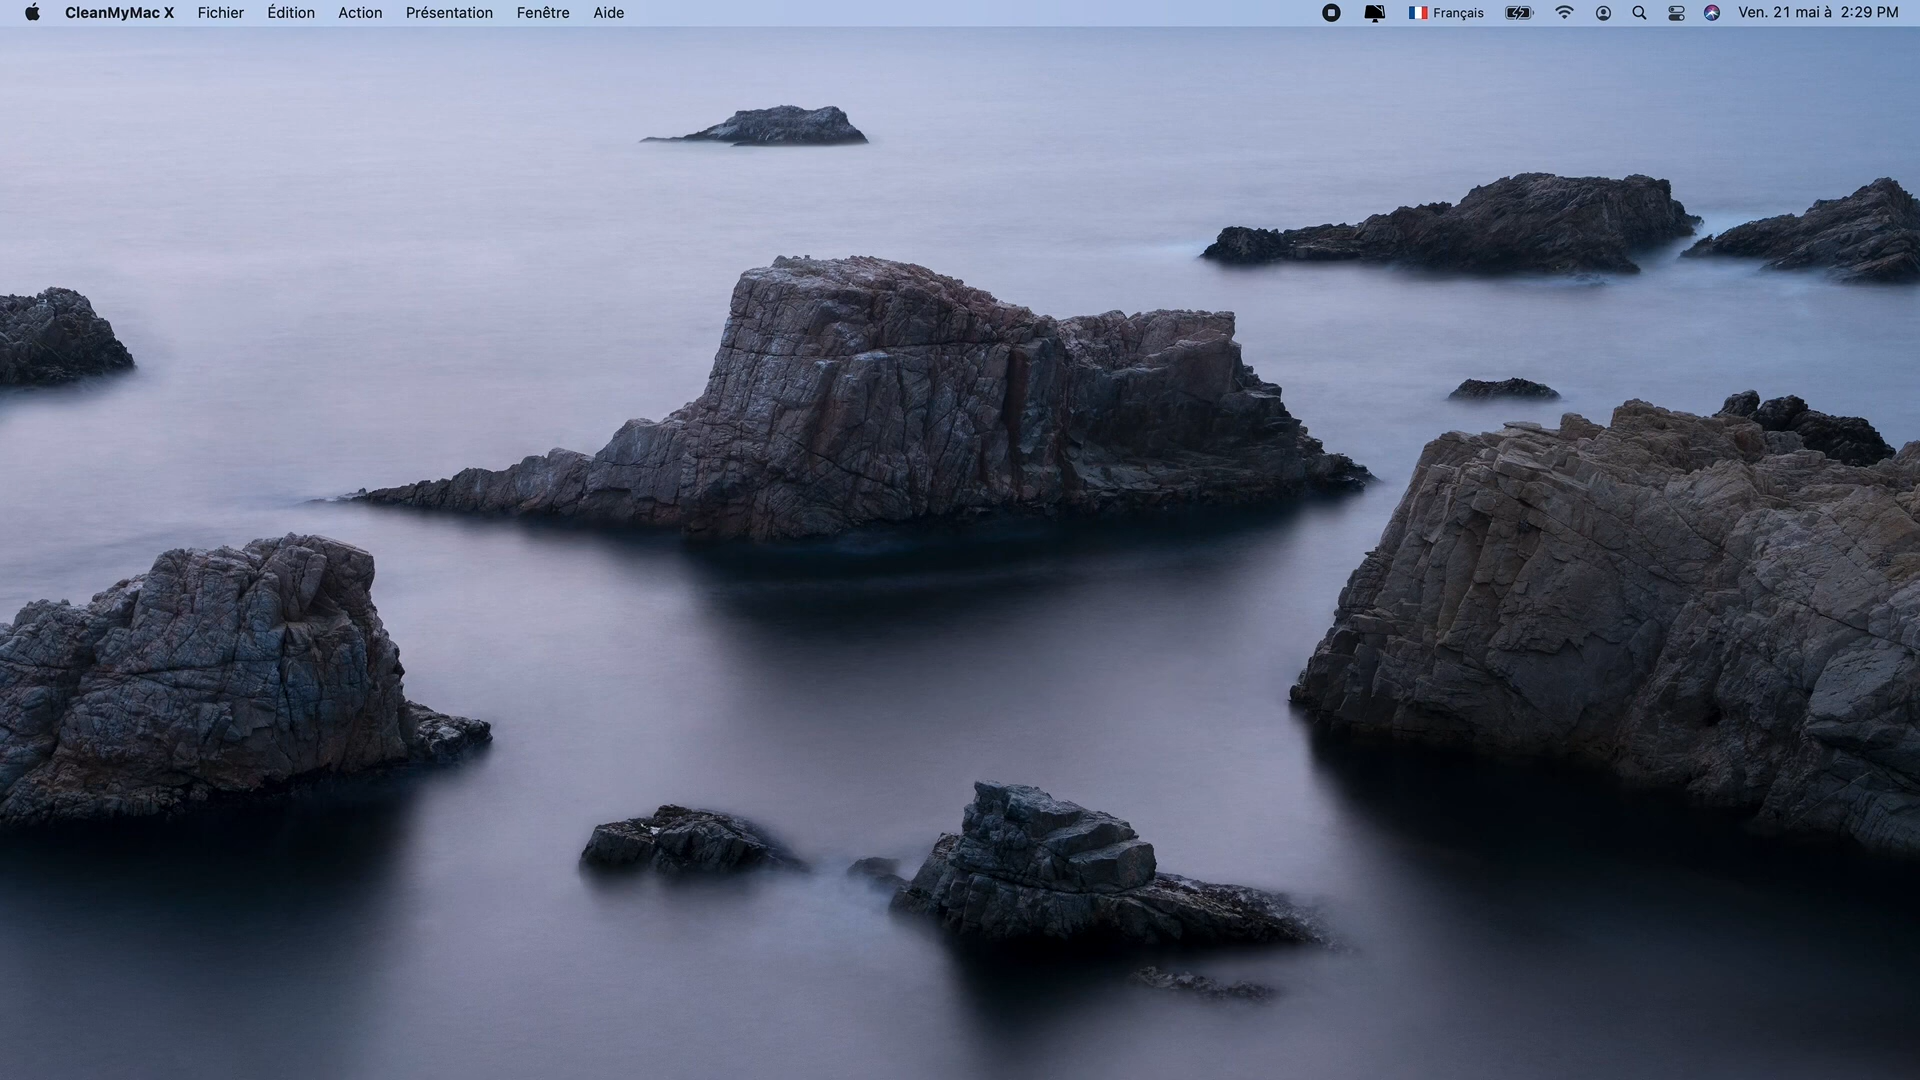 CleanMyMac X Fichier Édition Action Présentation Fenêtre Aide Français Ven. 21 mai à 2:29 PM